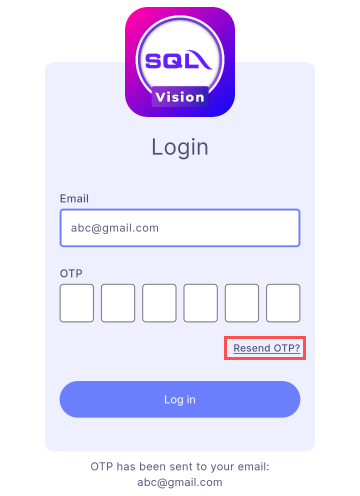 SQL
Vision
Login
Email
abc@gmail.com
OTP
Resend OTP?
Log in
OTP has been sent to your email:
abc@gmail.com